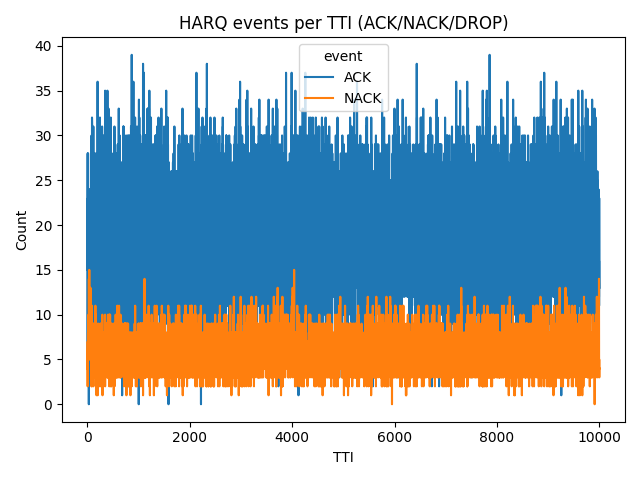 HARQ events per TTI (ACK/NACK/DROP)
event
ACK
NACK
Count
40
35
30
25
20
15
10
5
0
0 2000 4000 6000 8000 10000
TTI